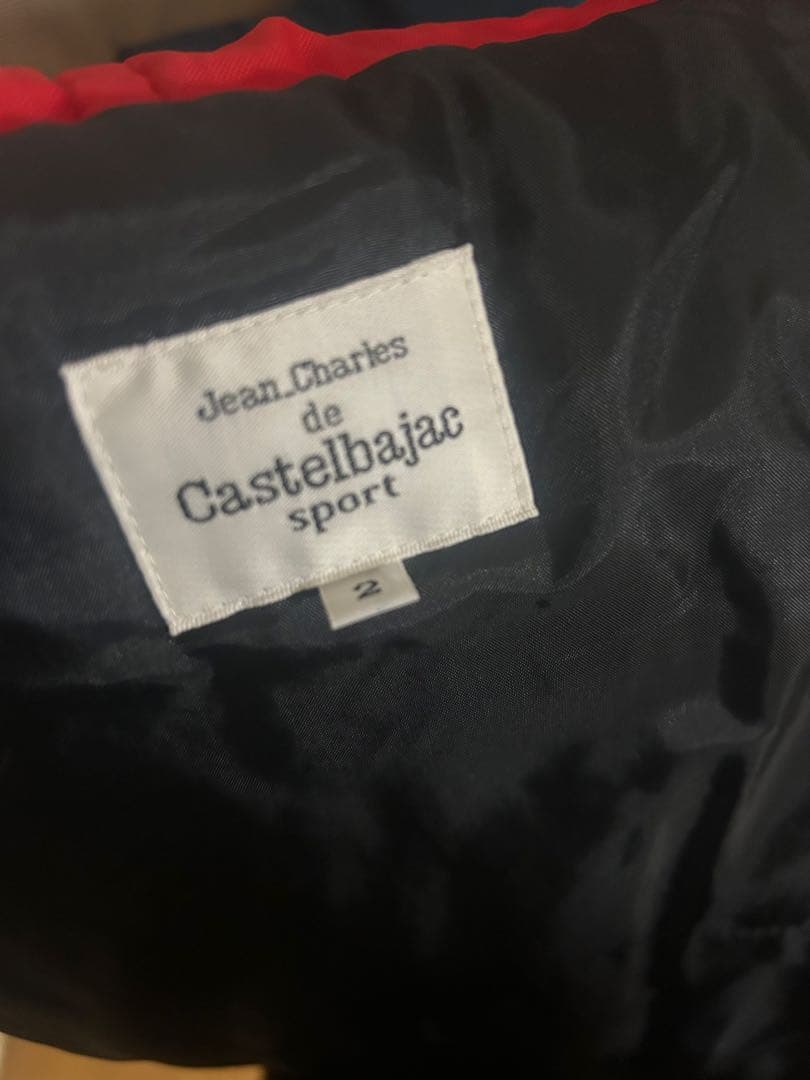 Jean_Charles
de
Castelbajac
sport
2